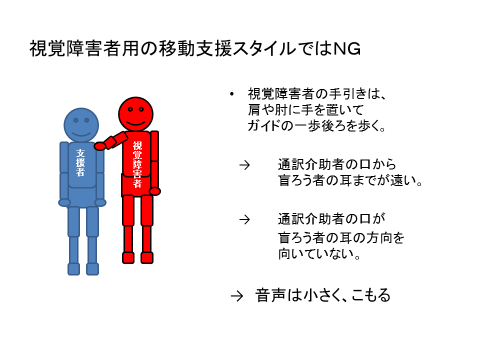 視覚障害者用の移動支援スタイルではNG
• 視覚障害者の手引きは、
肩や肘に手を置いて
ガイドの一歩後ろを歩く。
→ 通訳介助者の口から
盲ろう者の耳までが遠い。
→ 通訳介助者の口が
盲ろう者の耳の方向を
向いていない。
→ 音声は小さく、こもる
支援者
視覚障害者